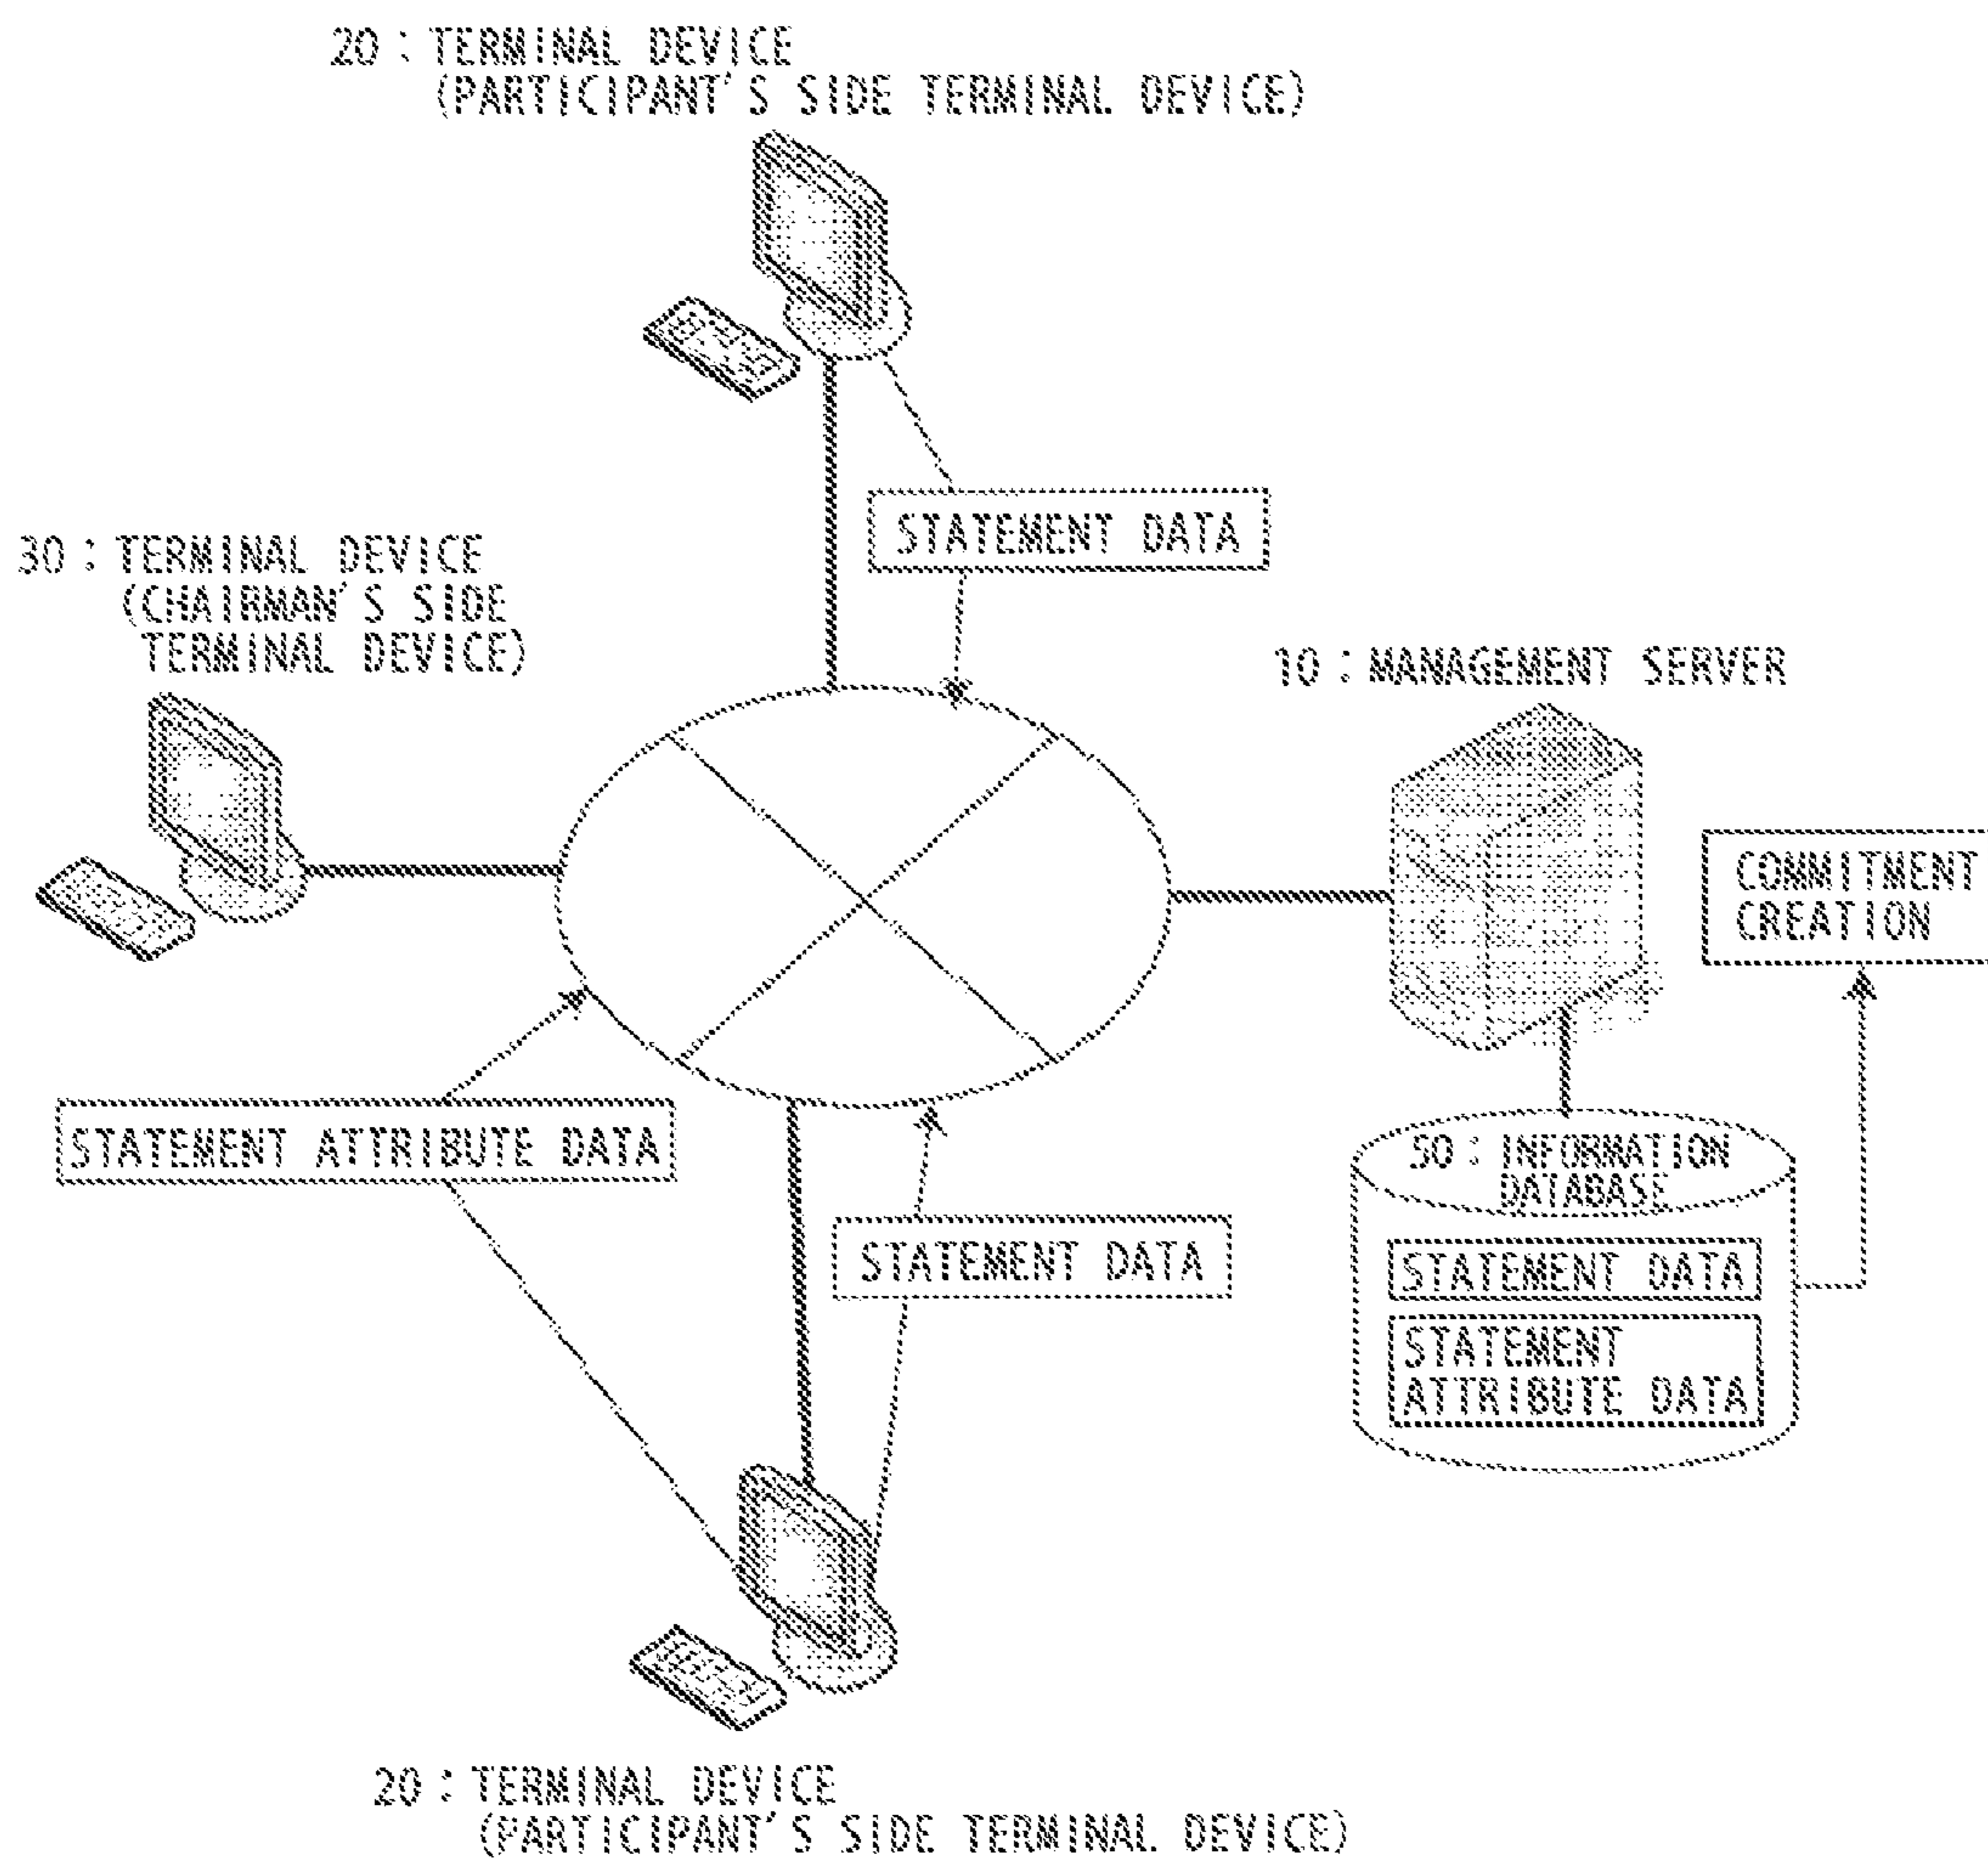 20 : TERMINAL DEVICE
(PARTICIPANT'S SIDE TERMINAL DEVICE)
STATEMENT DATA
30 : TERMINAL DEVICE
(CHAIRMAN'S SIDE
TERMINAL DEVICE)
10 : MANAGEMENT SERVER
COMMITMENT
CREATION
STATEMENT ATTRIBUTE DATA
50 : INFORMATION
DATABASE
STATEMENT DATA
STATEMENT DATA
STATEMENT
ATTRIBUTE DATA
20 : TERMINAL DEVICE
(PARTICIPANT'S SIDE TERMINAL DEVICE)